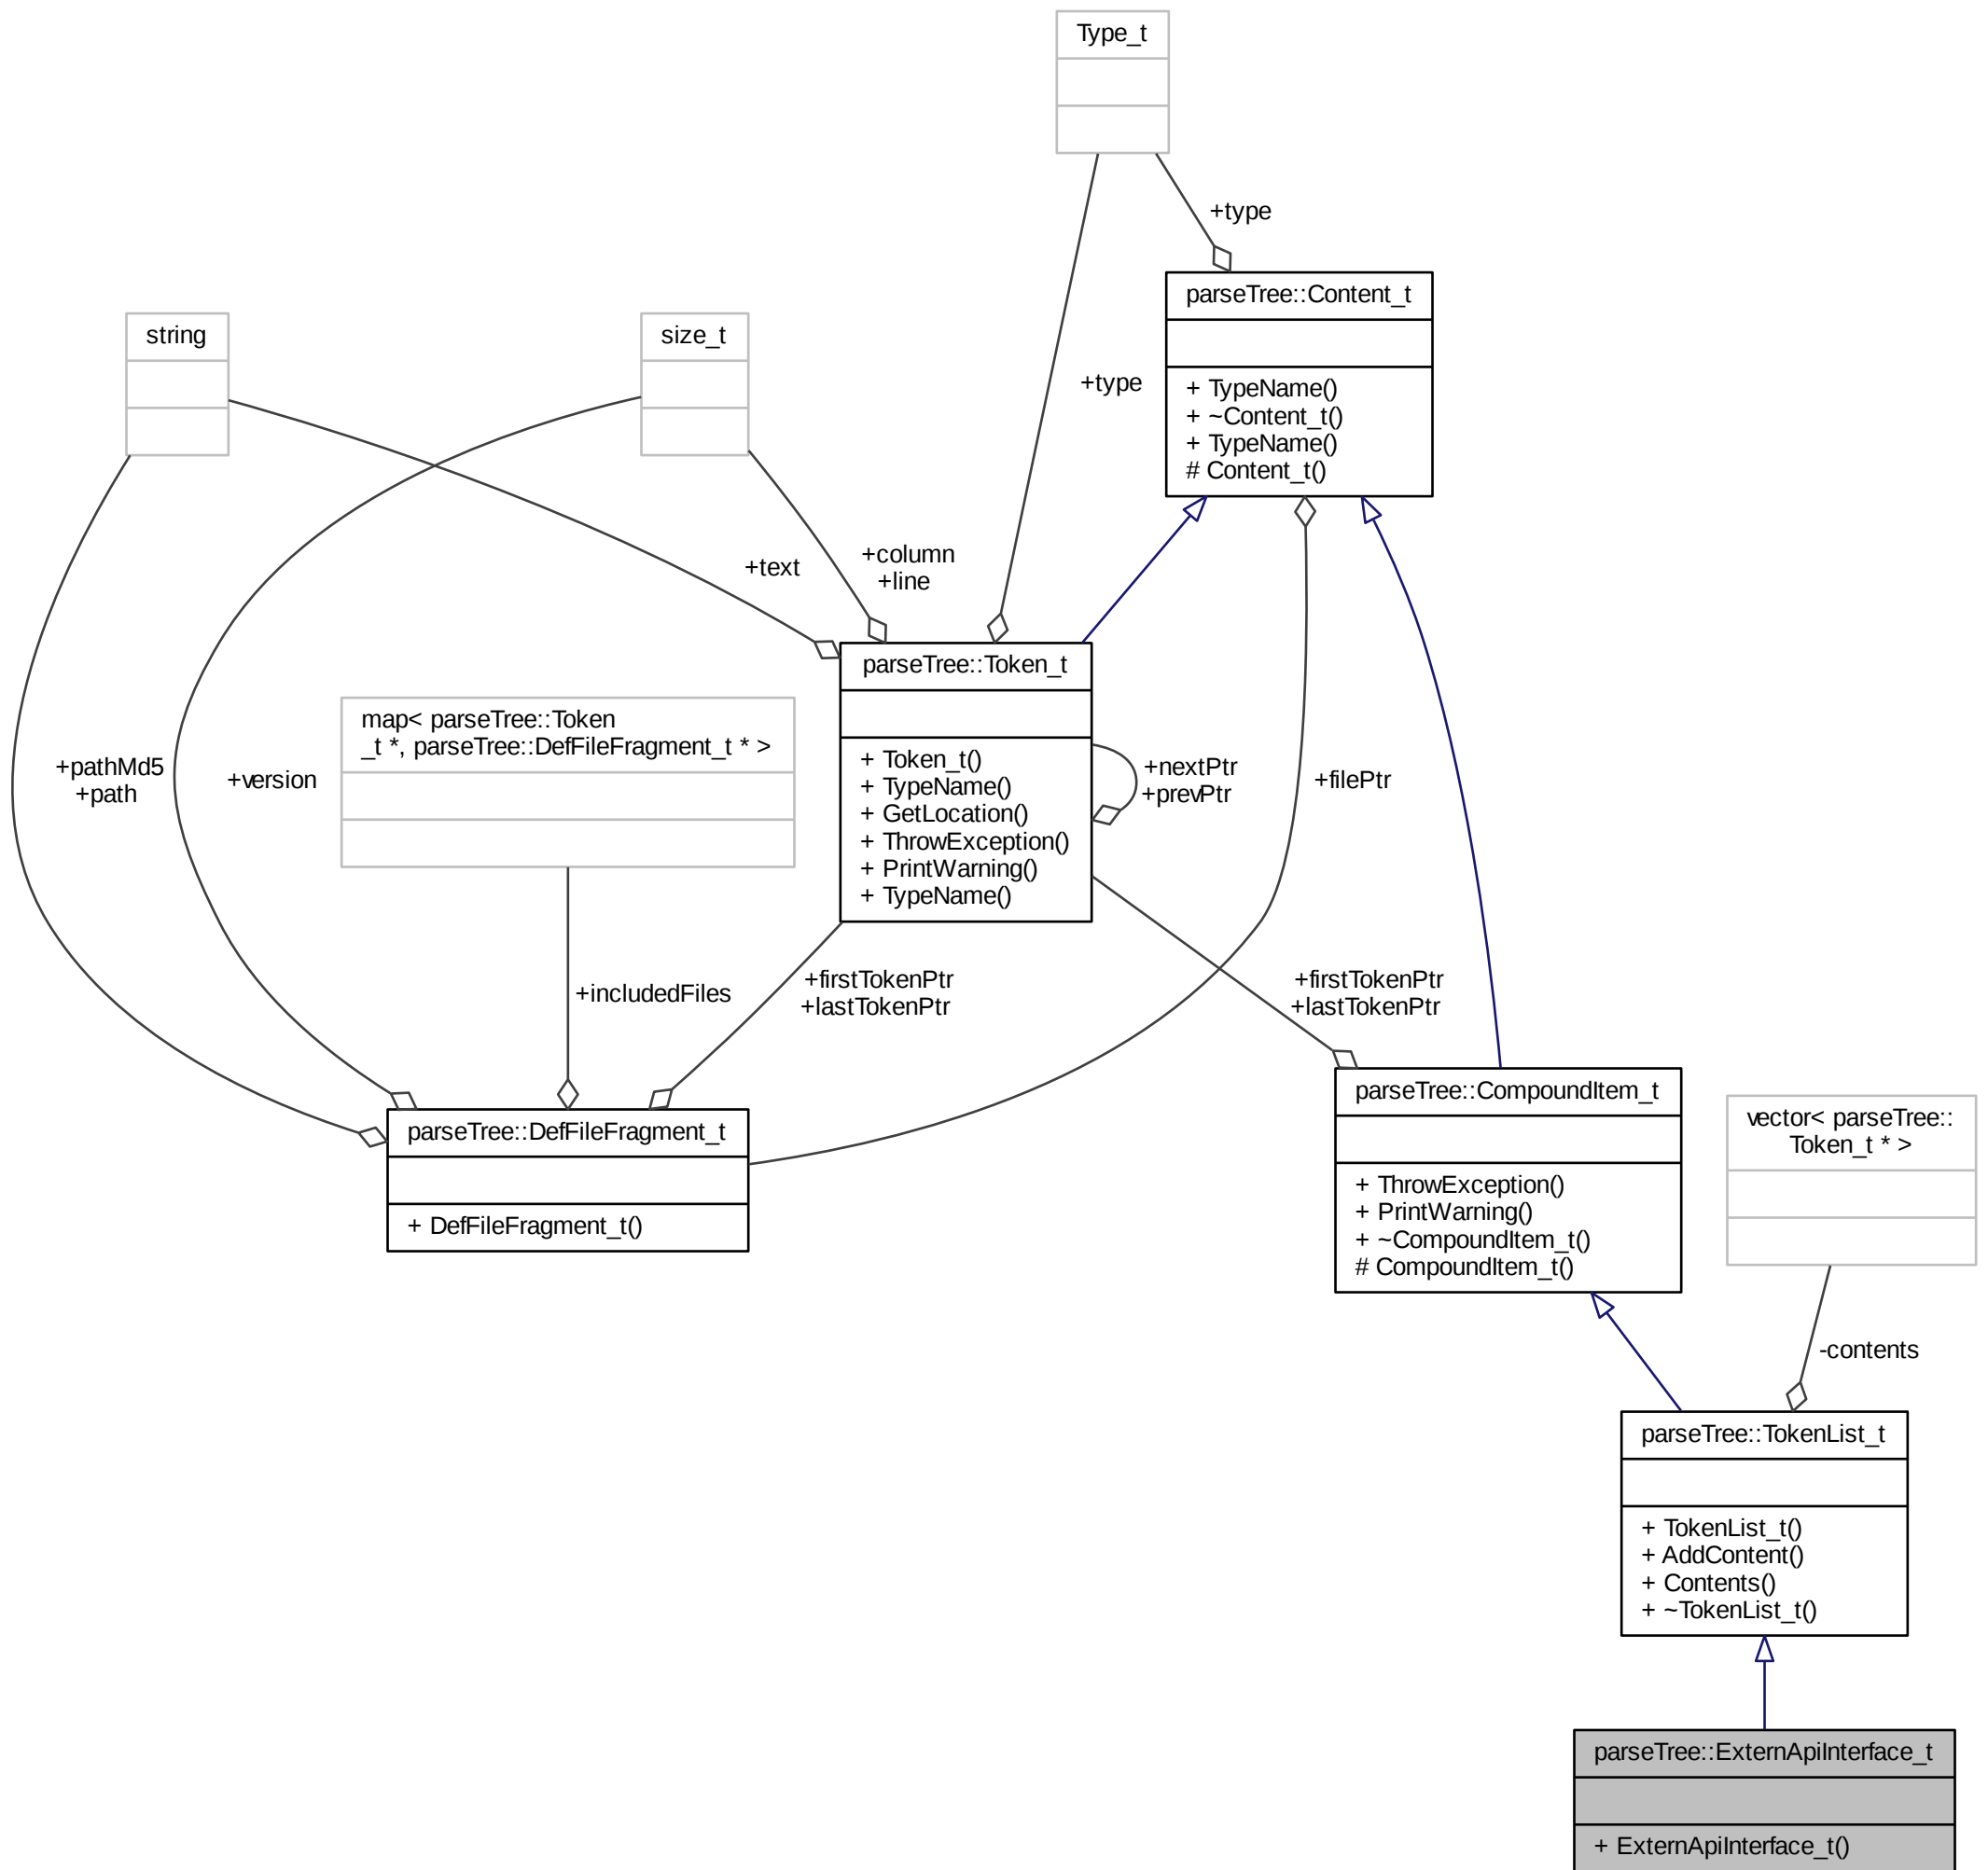 Type_t
+type
parseTree::Content_t
+ TypeName()
+ ~Content_t()
+ TypeName()
# Content_t()
string
size_t
+type
+text
+column
+line
parseTree::Token_t
+ Token_t()
+ TypeName()
+ GetLocation()
+ ThrowException()
+ PrintWarning()
+ TypeName()
map< parseTree::Token
_t *, parseTree::DefFileFragment_t * >
+pathMd5
+path
+version
+nextPtr
+prevPtr
+filePtr
+includedFiles
+firstTokenPtr
+lastTokenPtr
+firstTokenPtr
+lastTokenPtr
parseTree::DefFileFragment_t
+ DefFileFragment_t()
parseTree::CompoundItem_t
+ ThrowException()
+ PrintWarning()
+ ~CompoundItem_t()
# CompoundItem_t()
vector< parseTree::
Token_t * >
-contents
parseTree::TokenList_t
+ TokenList_t()
+ AddContent()
+ Contents()
+ ~TokenList_t()
parseTree::ExternApiInterface_t
+ ExternApiInterface_t()